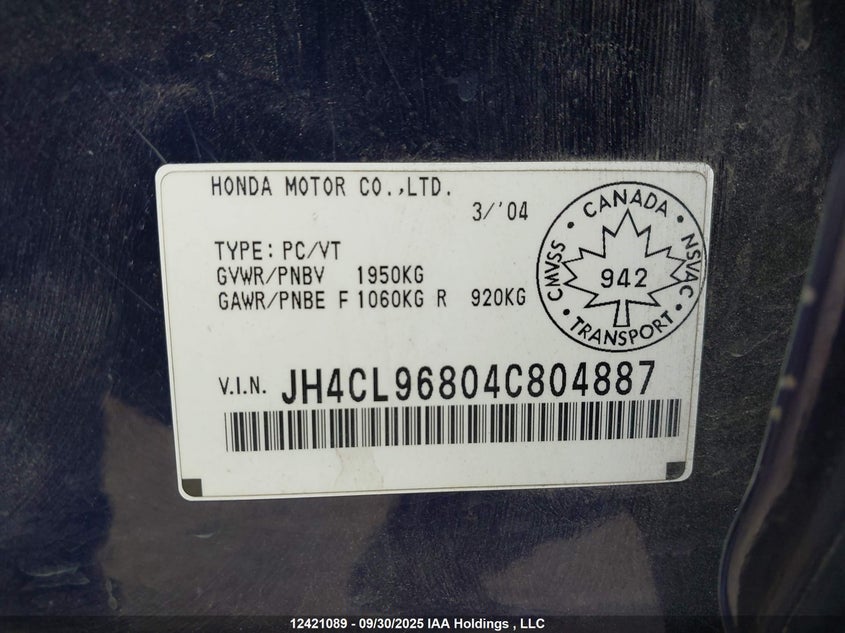 HONDA MOTOR CO.,LTD.
3/'04
TYPE: PC/VT
GVWR/PNBV 1950KG
GAWR/PNBE F 1060KG R 920KG
CANADA
CMVSS
942
NSVAC
TRANSPORT
V.I.N. JH4CL96804C804887
12421089 - 09/30/2025 IAA Holdings , LLC